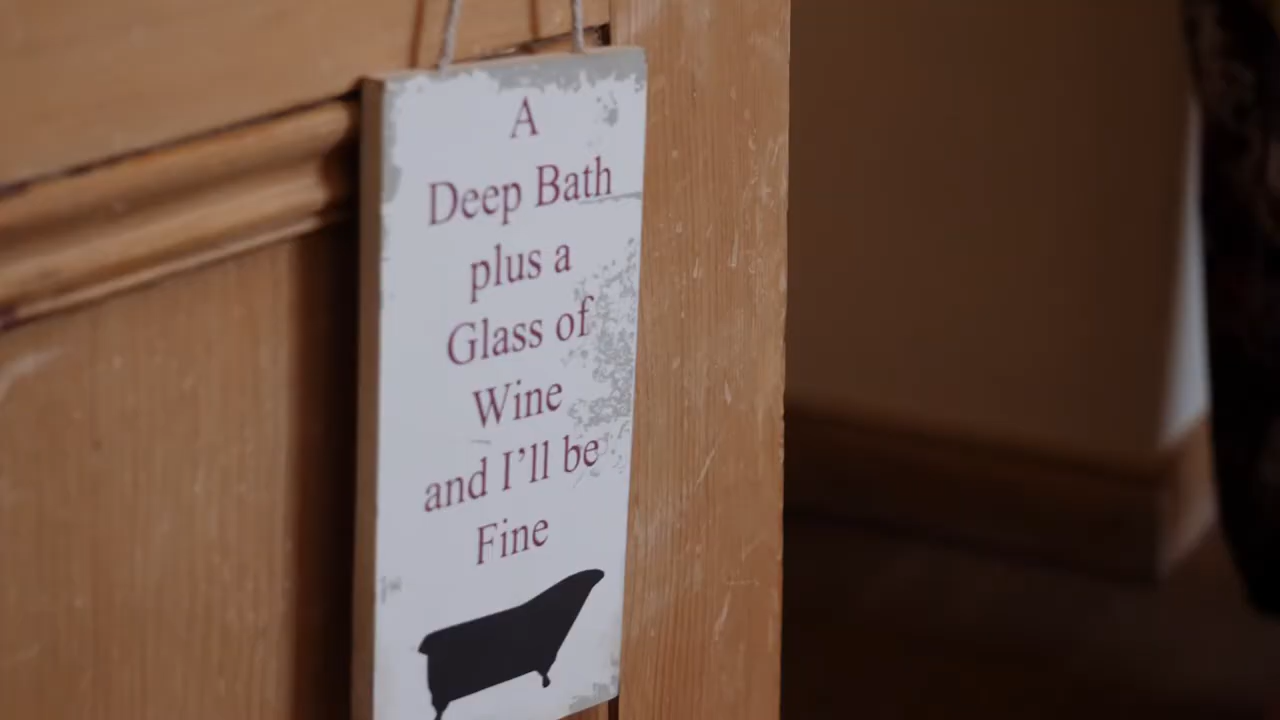 A
Deep Bath
plus a
Glass of
Wine
and I'll be
Fine